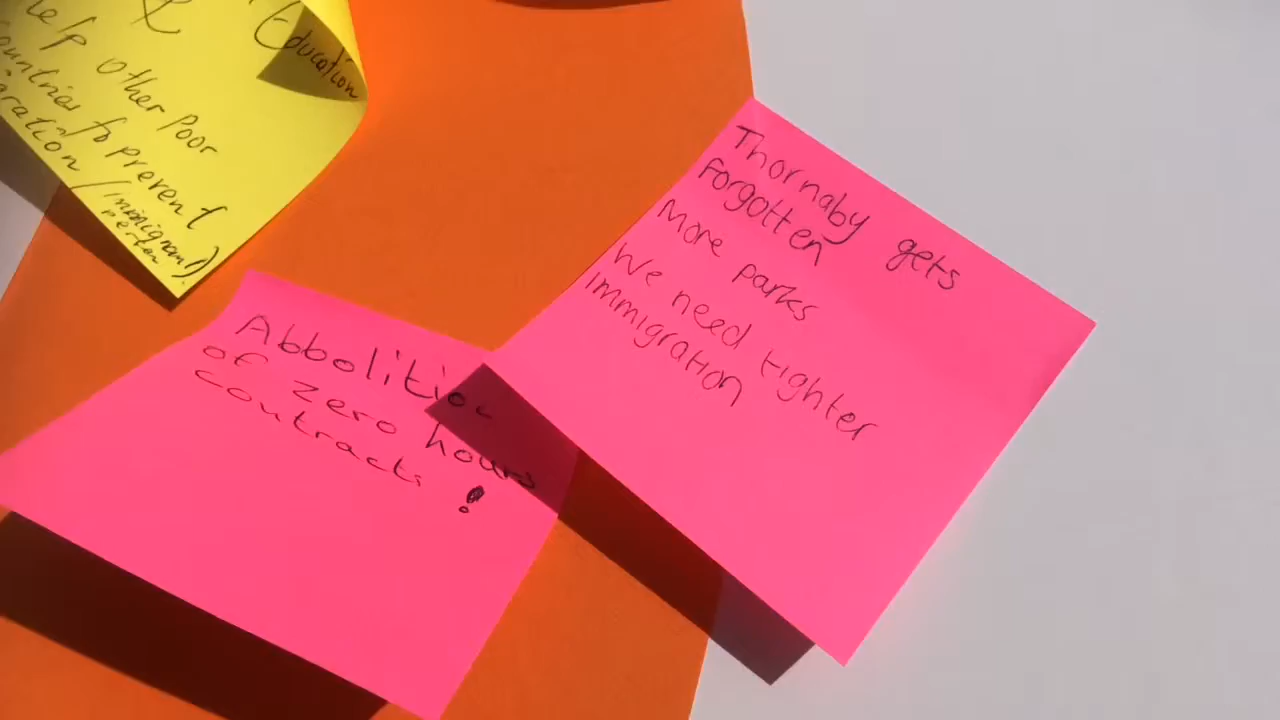 & Education
help other poor
countries to prevent
(immigrant
Abbolition
of zero hours
contracts !
Thornaby gets
forgotten
More parks
We need tighter
immigration